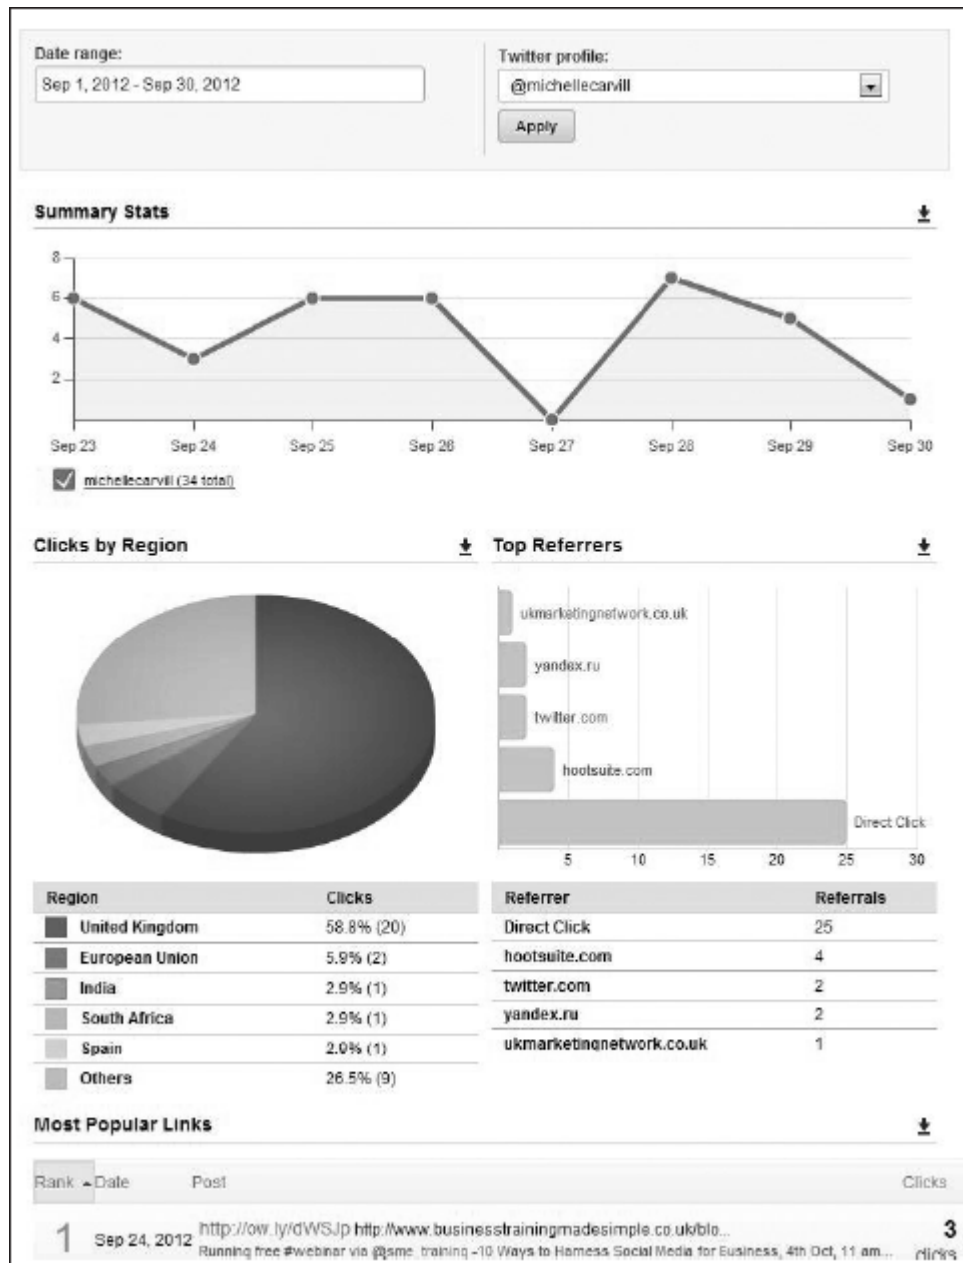 Date range:
Sep 1, 2012 - Sep 30, 2012
Twitter profile:
@michellecarvill
Apply
Summary Stats
8
6
4
2
Sep 23 Sep 24 Sep 25 Sep 26 Sep 27 Sep 28 Sep 29 Sep 30
michellecarvill (34 total)
Clicks by Region
Top Referrers
ukmarketingnetwork.co.uk
yandex.ru
twitter.com
hootsuite.com
Direct Click
5 10 15 20 25 30
Region Clicks
United Kingdom 58.8% (20)
European Union 5.9% (2)
India 2.9% (1)
South Africa 2.9% (1)
Spain 2.9% (1)
Others 26.5% (9)
Referrer Referrals
Direct Click 25
hootsuite.com 4
twitter.com 2
yandex.ru 2
ukmarketingnetwork.co.uk 1
Most Popular Links
Rank Date Post Clicks
1 Sep 24, 2012 http://ow.ly/dWSJp http://www.businesstrainingmadesimple.co.uk/blo... 3
Running free #webinar via @sme_training -10 Ways to Harness Social Media for Business, 4th Oct, 11 am... clicks